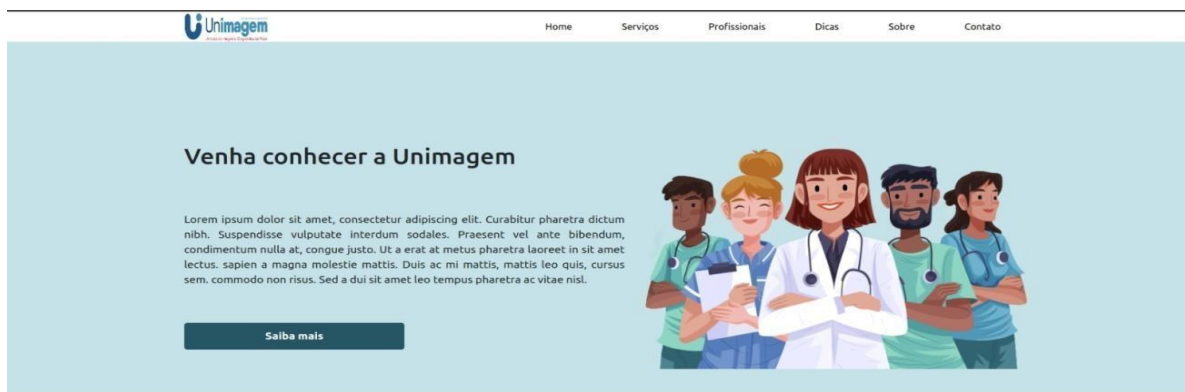 Unimagem
Home Serviços Profissionais Dicas Sobre Contato
Venha conhecer a Unimagem
Lorem ipsum dolor sit amet, consectetur adipiscing elit. Curabitur pharetra dictum
nibh. Suspendisse vulputate interdum sodales. Praesent vel ante bibendum,
condimentum nulla at, congue justo. Ut a erat at metus pharetra laoreet in sit amet
lectus. sapien a magna molestie mattis. Duis ac mi mattis, mattis leo quis, cursus
sem. commodo non risus. Sed a dui sit amet leo tempus pharetra ac vitae nisl.
Saiba mais